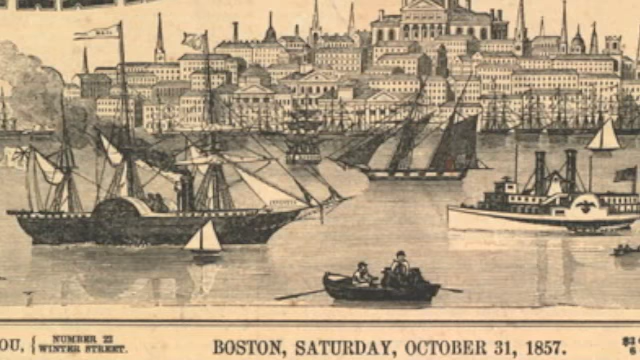 OU, { NUMBER 22
WINTER STREET.
BOSTON, SATURDAY, OCTOBER 31, 1857.